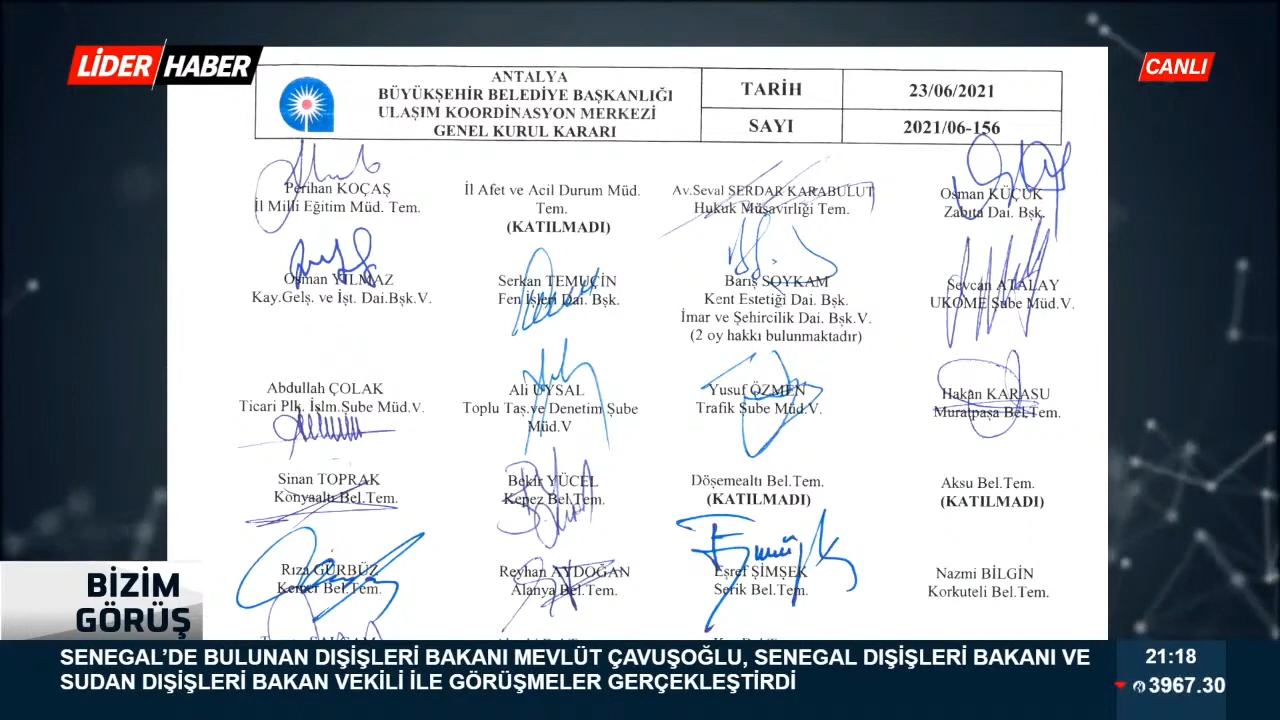 LİDER HABER
CANLI
ANTALYA
BÜYÜKŞEHİR BELEDİYE BAŞKANLIĞI
ULAŞIM KOORDİNASYON MERKEZİ
GENEL KURUL KARARI
TARİH
23/06/2021
SAYI
2021/06-156
Perihan KOÇAŞ
İl Milli Eğitim Müd. Tem.
İl Afet ve Acil Durum Müd.
Tem.
(KATILMADI)
Av.Seval SERDAR KARABULUT
Hukuk Müşavirliği Tem.
Osman KÜÇÜK
Zabıta Dai. Bşk.
Osman YILMAZ
Kay.Gelş. ve İşt. Dai.Bşk.V.
Serkan TEMUÇİN
Fen İşleri Dai. Bşk.
Barış SOYKAM
Kent Estetiği Dai. Bşk.
İmar ve Şehircilik Dai. Bşk.V.
(2 oy hakkı bulunmaktadır)
Sevcan ATALAY
UKOME Şube Müd.V.
Abdullah ÇOLAK
Ticari Plk. İşlm.Şube Müd.V.
Ali UYSAL
Toplu Taş.ve Denetim Şube
Müd.V
Yusuf ÖZMEN
Trafik Şube Müd.V.
Hakan KARASU
Muratpaşa Bel.Tem.
Sinan TOPRAK
Konyaaltı Bel.Tem.
Bekir YÜCEL
Kepez Bel.Tem.
Döşemealtı Bel.Tem.
(KATILMADI)
Aksu Bel.Tem.
(KATILMADI)
Rıza GÜRBÜZ
Kemer Bel.Tem.
Reyhan AYDOĞAN
Alanya Bel.Tem.
Eşref ŞİMŞEK
Serik Bel.Tem.
Nazmi BİLGİN
Korkuteli Bel.Tem.
BİZİM
GÖRÜŞ
SENEGAL'DE BULUNAN DIŞİŞLERİ BAKANI MEVLÜT ÇAVUŞOĞLU, SENEGAL DIŞİŞLERİ BAKANI VE
SUDAN DIŞİŞLERİ BAKAN VEKİLİ İLE GÖRÜŞMELER GERÇEKLEŞTİRDİ
21:18
3967.30